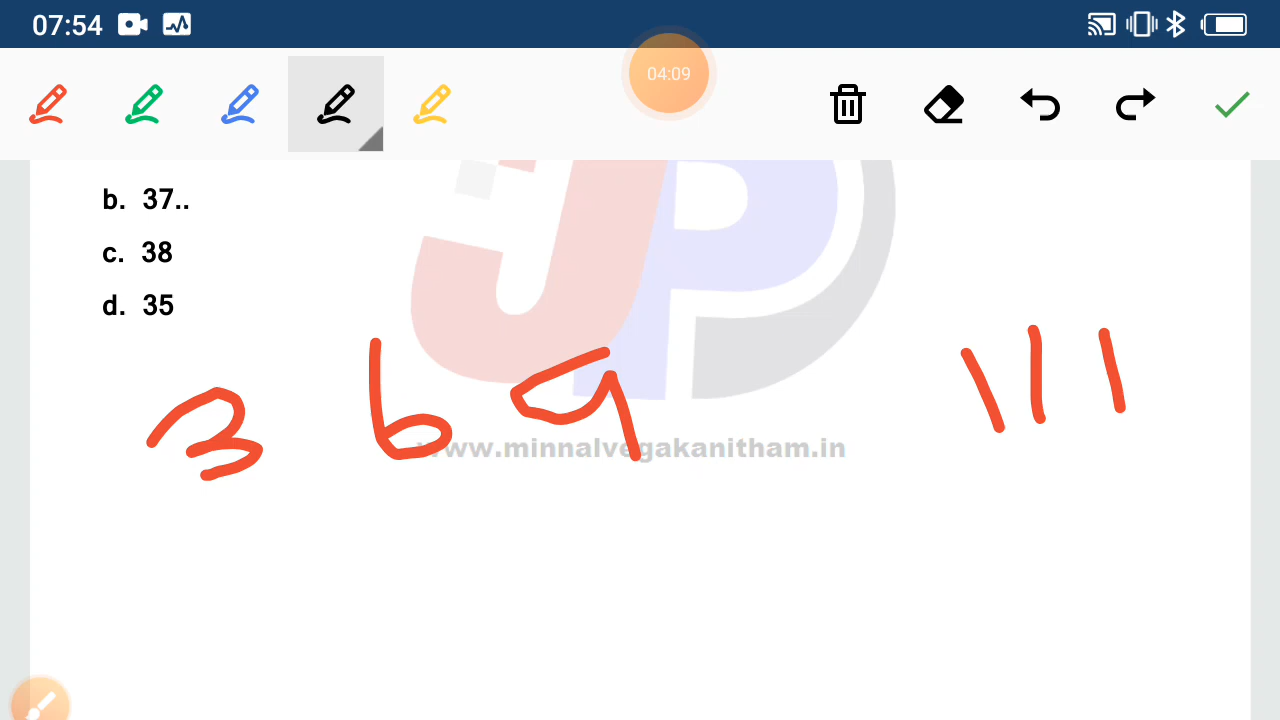 07:54
04:09
b. 37..
c. 38
d. 35
3 6 9 111
www.minnalvegakanitham.in